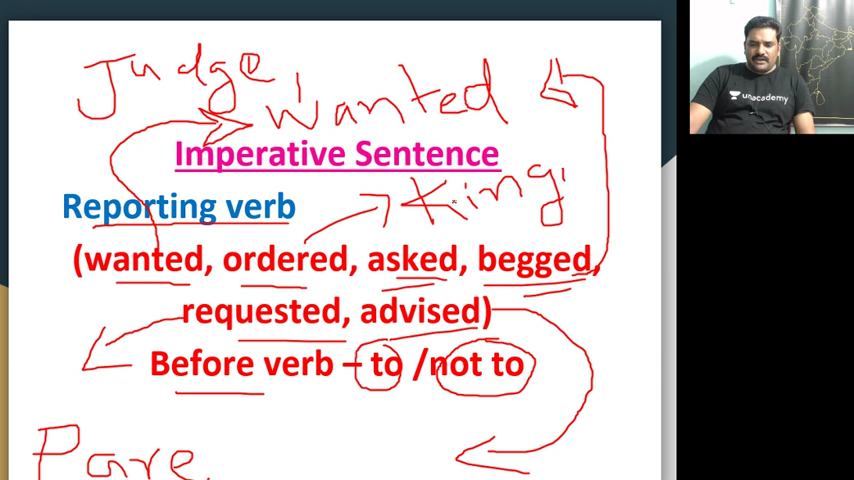 Judge
Wanted
unacademy
Imperative Sentence
King
Reporting verb
(wanted, ordered, asked, begged,
requested, advised)
Before verb – to /not to
Pare